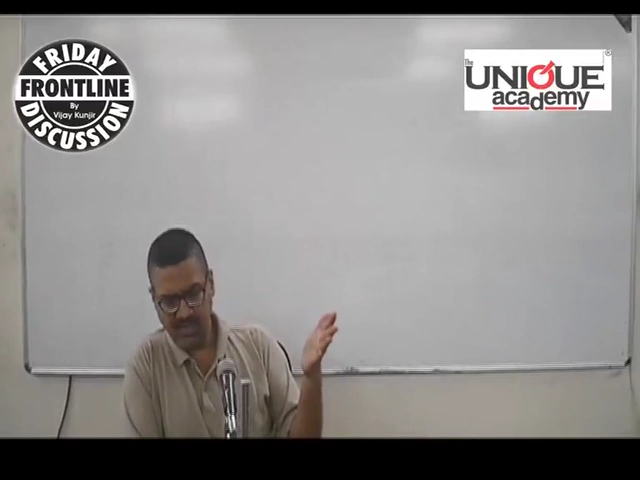 FRIDAY
FRONTLINE
By
Vijay Kunjir
DISCUSSION
The
UNIQUE®
academy